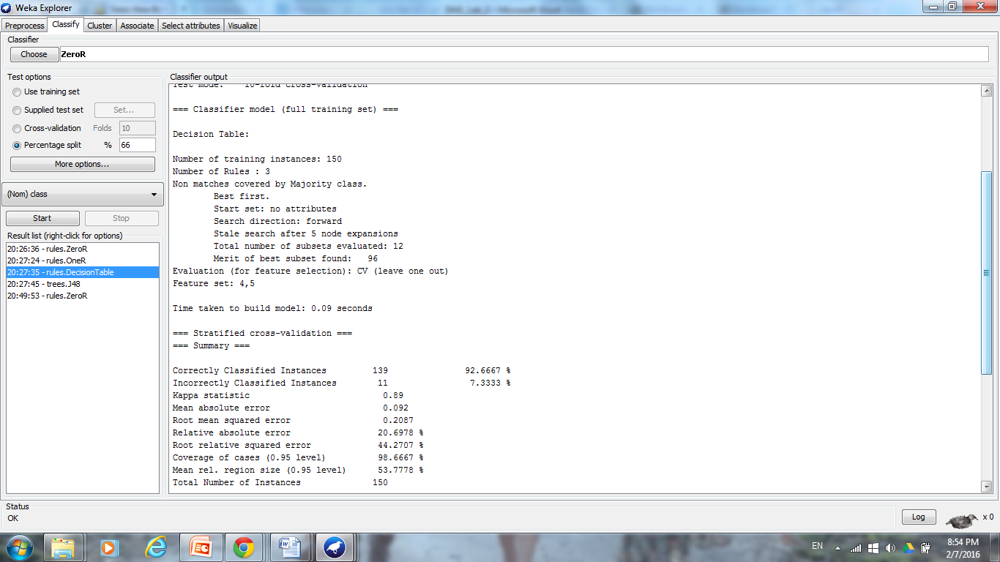 Weka Explorer
Preprocess Classify Cluster Associate Select attributes Visualize
Classifier
Choose ZeroR
Test options
Use training set
Supplied test set Set...
Cross-validation Folds 10
Percentage split % 66
More options...
(Nom) class
Start Stop
Result list (right-click for options)
20:26:36 - rules.ZeroR
20:27:24 - rules.OneR
20:27:35 - rules.DecisionTable
20:27:45 - trees.J48
20:49:53 - rules.ZeroR
Classifier output
Test mode: 10-fold cross-validation
=== Classifier model (full training set) ===
Decision Table:
Number of training instances: 150
Number of Rules : 3
Non matches covered by Majority class.
Best first.
Start set: no attributes
Search direction: forward
Stale search after 5 node expansions
Total number of subsets evaluated: 12
Merit of best subset found: 96
Evaluation (for feature selection): CV (leave one out)
Feature set: 4,5
Time taken to build model: 0.09 seconds
=== Stratified cross-validation ===
=== Summary ===
Correctly Classified Instances 139 92.6667 %
Incorrectly Classified Instances 11 7.3333 %
Kappa statistic 0.89
Mean absolute error 0.092
Root mean squared error 0.2087
Relative absolute error 20.6978 %
Root relative squared error 44.2707 %
Coverage of cases (0.95 level) 98.6667 %
Mean rel. region size (0.95 level) 53.7778 %
Total Number of Instances 150
Status
OK
Log x 0
EN 8:54 PM
2/7/2016